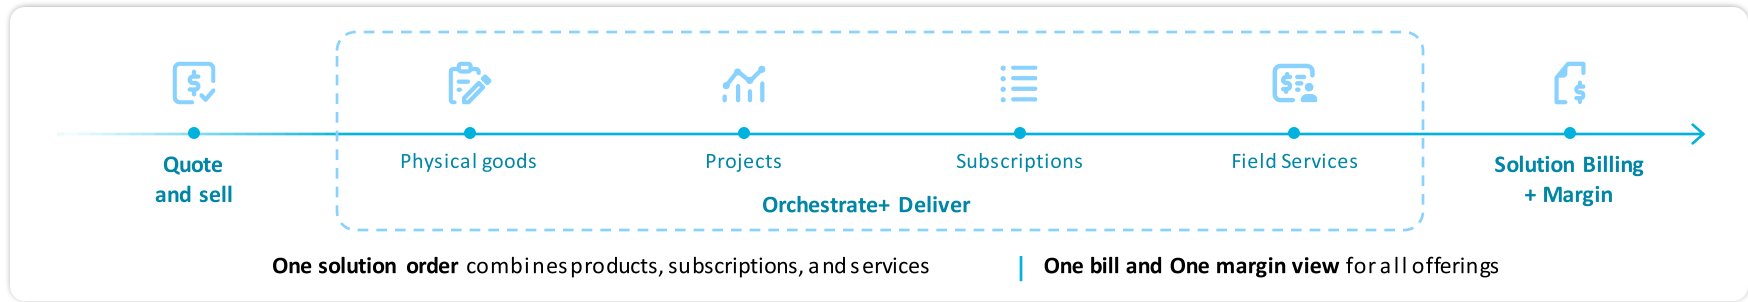 Quote
and sell
Physical goods
Projects
Subscriptions
Field Services
Orchestrate+ Deliver
Solution Billing
+ Margin
One solution order combines products, subscriptions, and services | One bill and One margin view for all offerings